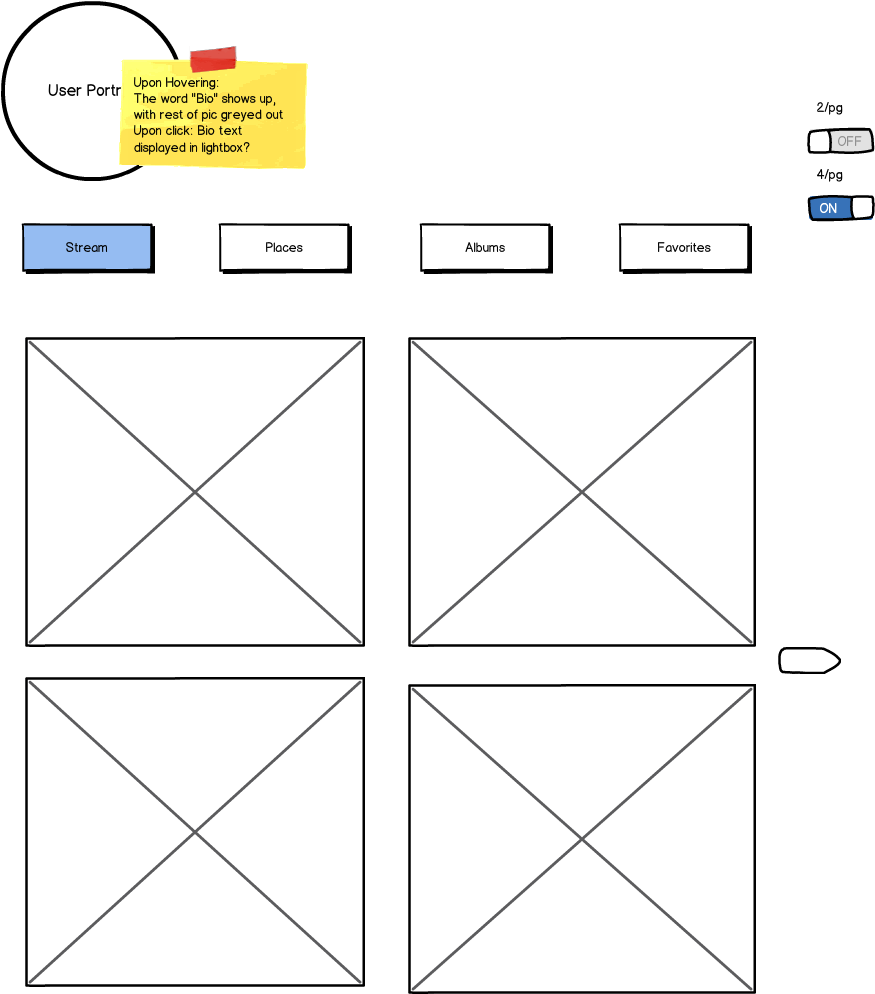 User Portr
Upon Hovering:
The word "Bio" shows up,
with rest of pic greyed out
Upon click: Bio text
displayed in lightbox?
2/pg
OFF
4/pg
ON
Stream
Places
Albums
Favorites